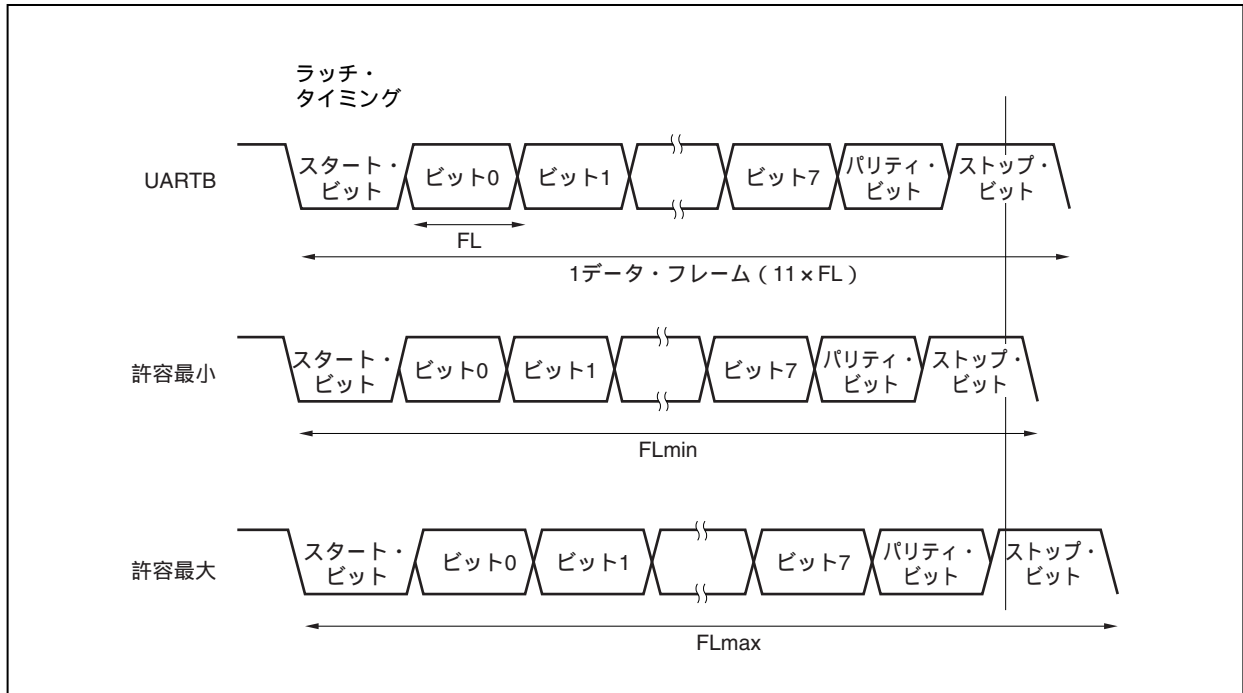 ラッチ・
タイミング
UARTB
スタート・
ビット
ビット0
ビット1
ビット7
パリティ・
ビット
ストップ・
ビット
FL
1データ・フレーム（11×FL）
許容最小
スタート・
ビット
ビット0
ビット1
ビット7
パリティ・
ビット
ストップ・
ビット
FLmin
許容最大
スタート・
ビット
ビット0
ビット1
ビット7
パリティ・
ビット
ストップ・
ビット
FLmax